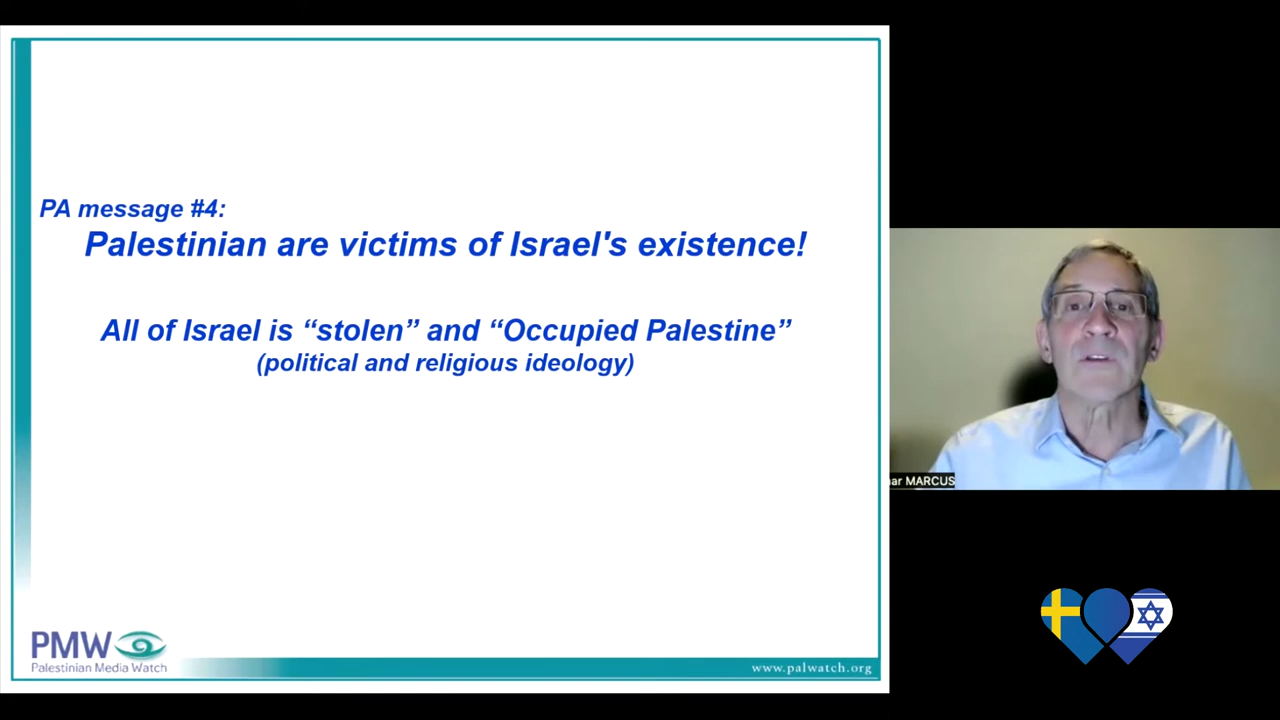 PA message #4:
Palestinian are victims of Israel's existence!
All of Israel is “stolen” and “Occupied Palestine”
(political and religious ideology)
PMW
Palestinian Media Watch
www.palwatch.org
MARCUS